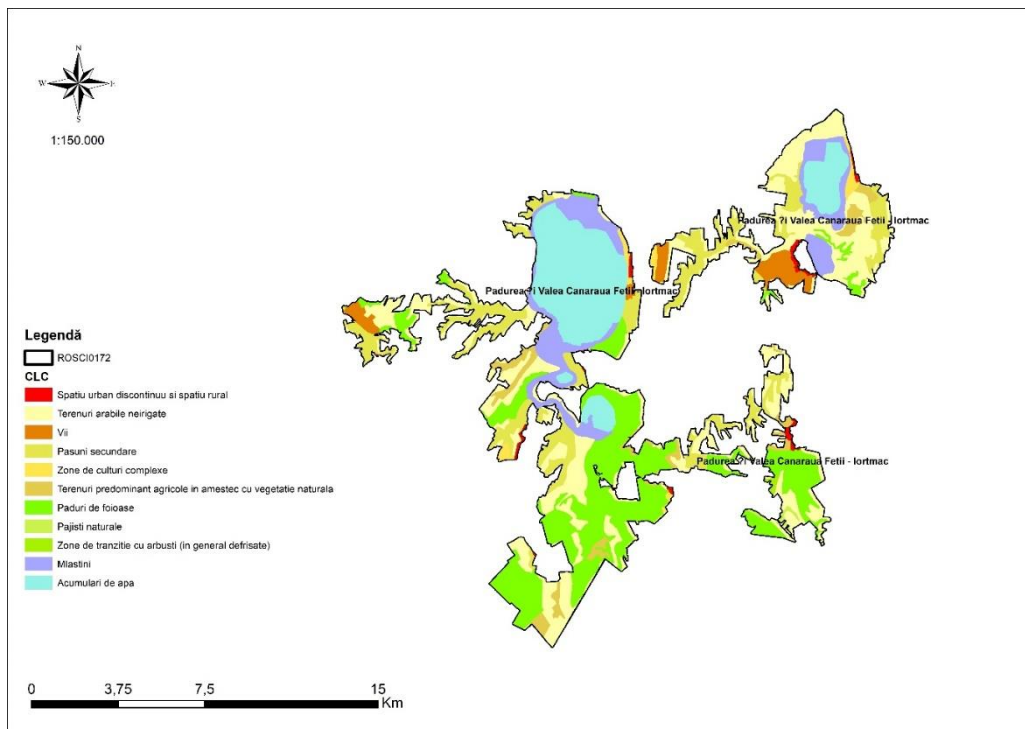 N
W E
S
1:150.000
Padurea ?i Valea Canaraua Fetii - Iortmac
Padurea ?i Valea Canaraua Fetii - Iortmac
Padurea ?i Valea Canaraua Fetii - Iortmac
Legendă
ROSCI0172
CLC
Spatiu urban discontinuu si spatiu rural
Terenuri arabile neirigate
Vii
Pasuni secundare
Zone de culturi complexe
Terenuri predominant agricole in amestec cu vegetatie naturala
Paduri de foioase
Pajisti naturale
Zone de tranzitie cu arbusti (in general defrisate)
Mlastini
Acumulari de apa
0 3,75 7,5 15
Km